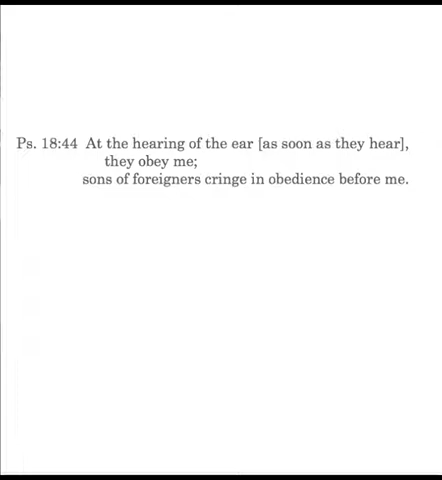 Ps. 18:44 At the hearing of the ear [as soon as they hear],
they obey me;
sons of foreigners cringe in obedience before me.